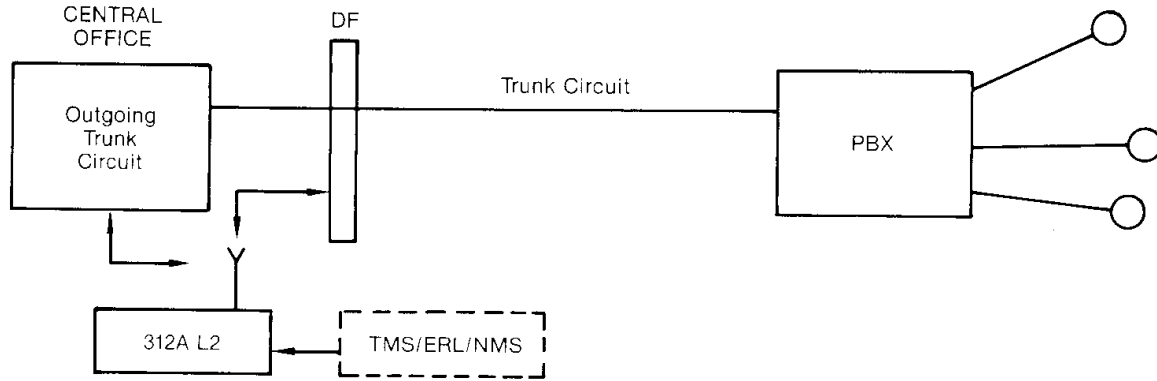 CENTRAL
OFFICE
DF
Outgoing
Trunk
Circuit
Trunk Circuit
PBX
312A L2
TMS/ERL/NMS